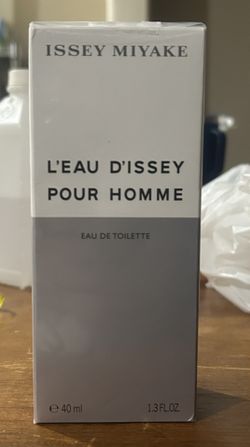 ISSEY MIYAKE
L'EAU D'ISSEY
POUR HOMME
EAU DE TOILETTE
℮ 40 ml 1.3 FL.OZ.